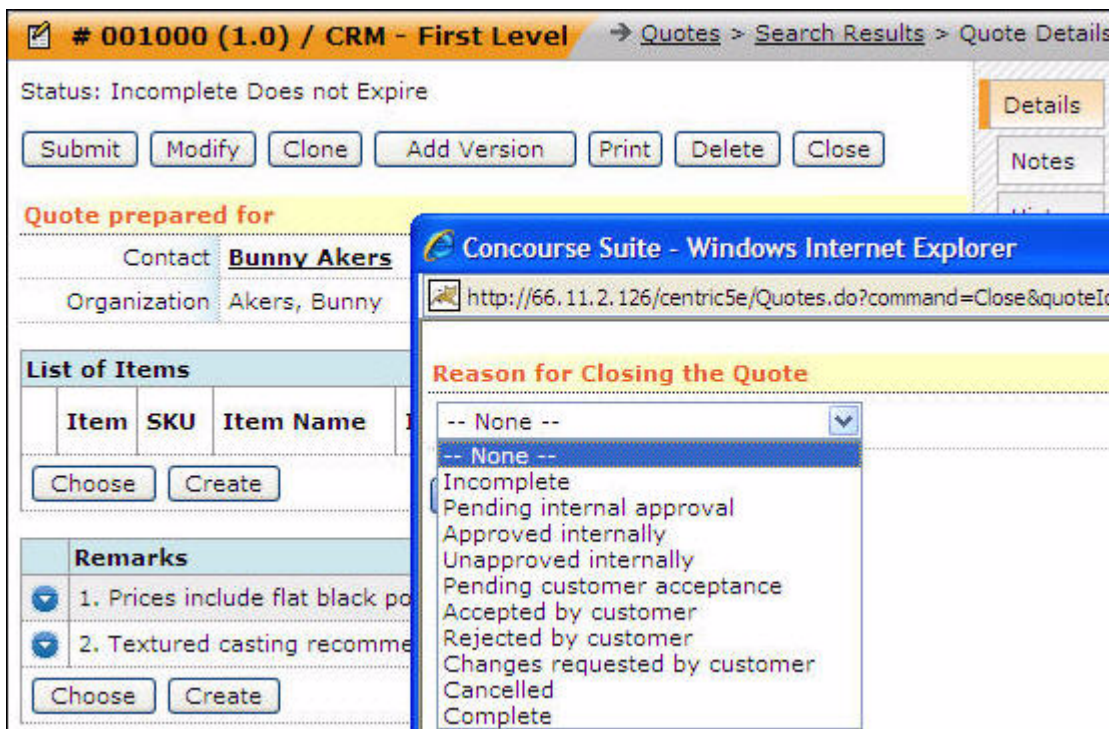 # 001000 (1.0) / CRM - First Level → Quotes > Search Results > Quote Details
Status: Incomplete Does not Expire
Submit Modify Clone Add Version Print Delete Close
Details
Notes
Quote prepared for
Contact Bunny Akers
Organization Akers, Bunny
List of Items
Item SKU Item Name
Choose Create
Remarks
1. Prices include flat black
2. Textured casting
Choose Create
Concourse Suite - Windows Internet Explorer
http://66.11.2.126/centric5e/Quotes.do?command=Close&quoteId
Reason for Closing the Quote
-- None --
-- None --
Incomplete
Pending internal approval
Approved internally
Unapproved internally
Pending customer acceptance
Accepted by customer
Rejected by customer
Changes requested by customer
Cancelled
Complete